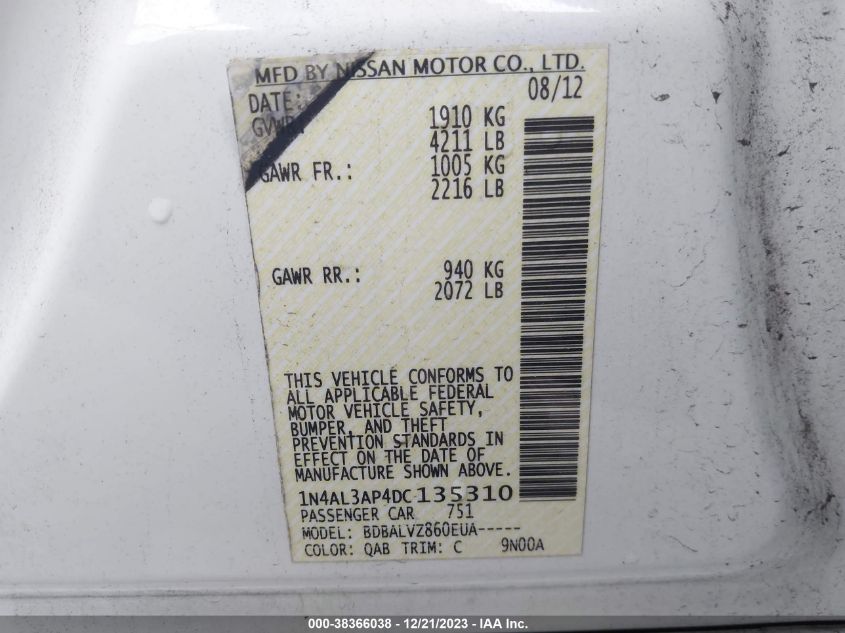 MFD BY NISSAN MOTOR CO., LTD.
DATE: 08/12
GVWR: 1910 KG
4211 LB
GAWR FR.: 1005 KG
2216 LB
GAWR RR.: 940 KG
2072 LB
THIS VEHICLE CONFORMS TO
ALL APPLICABLE FEDERAL
MOTOR VEHICLE SAFETY,
BUMPER, AND THEFT
PREVENTION STANDARDS IN
EFFECT ON THE DATE OF
MANUFACTURE SHOWN ABOVE.
1N4AL3AP4DC135310
PASSENGER CAR 751
MODEL: BDBALVZ860EUA-----
COLOR: QAB TRIM: C 9N00A
000-38366038 - 12/21/2023 - IAA Inc.